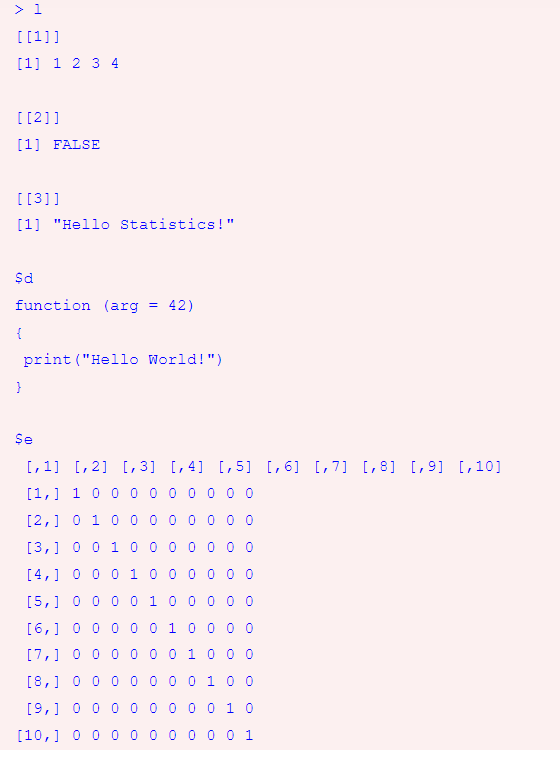 > l
[[1]]
[1] 1 2 3 4
[[2]]
[1] FALSE
[[3]]
[1] "Hello Statistics!"
$d
function (arg = 42)
{
print("Hello World!")
}
$e
[,1] [,2] [,3] [,4] [,5] [,6] [,7] [,8] [,9] [,10]
[1,] 1 0 0 0 0 0 0 0 0 0
[2,] 0 1 0 0 0 0 0 0 0 0
[3,] 0 0 1 0 0 0 0 0 0 0
[4,] 0 0 0 1 0 0 0 0 0 0
[5,] 0 0 0 0 1 0 0 0 0 0
[6,] 0 0 0 0 0 1 0 0 0 0
[7,] 0 0 0 0 0 0 1 0 0 0
[8,] 0 0 0 0 0 0 0 1 0 0
[9,] 0 0 0 0 0 0 0 0 1 0
[10,] 0 0 0 0 0 0 0 0 0 1